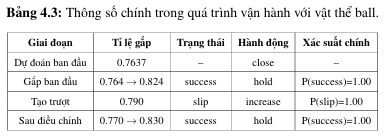 Bảng 4.3: Thông số chính trong quá trình vận hành với vật thể ball.
Giai đoạn Tỉ lệ gắp Trạng thái Hành động Xác suất chính
Dự đoán ban đầu 0.7637 – close –
Gắp ban đầu 0.764 → 0.824 success hold P(success)=1.00
Tạo trượt 0.790 slip increase P(slip)=1.00
Sau điều chỉnh 0.770 → 0.830 success hold P(success)=1.00